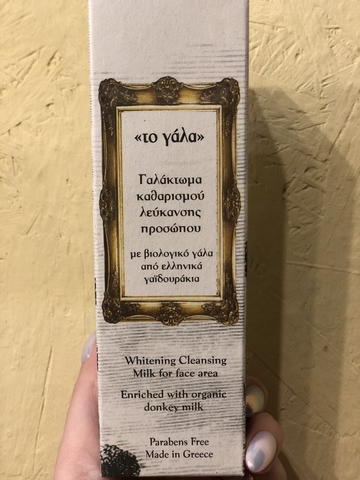 «το γάλα»
Γαλάκτωμα
καθαρισμού
λεύκανσης
προσώπου
με βιολογικό γάλα
από ελληνικά
γαϊδουράκια
Whitening Cleansing
Milk for face area
Enriched with organic
donkey milk
Parabens Free
Made in Greece